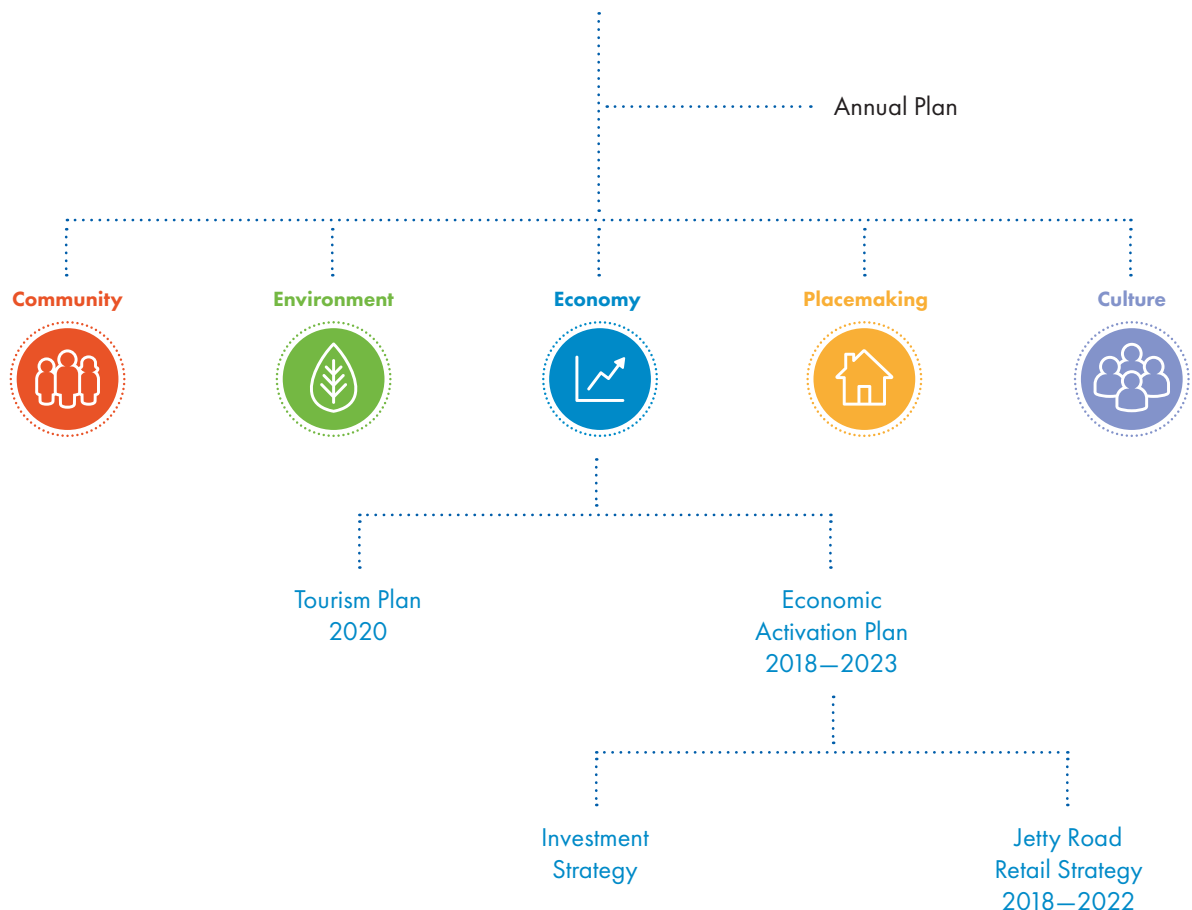 Annual Plan
Community
Environment
Economy
Placemaking
Culture
Tourism Plan
2020
Economic
Activation Plan
2018—2023
Investment
Strategy
Jetty Road
Retail Strategy
2018—2022